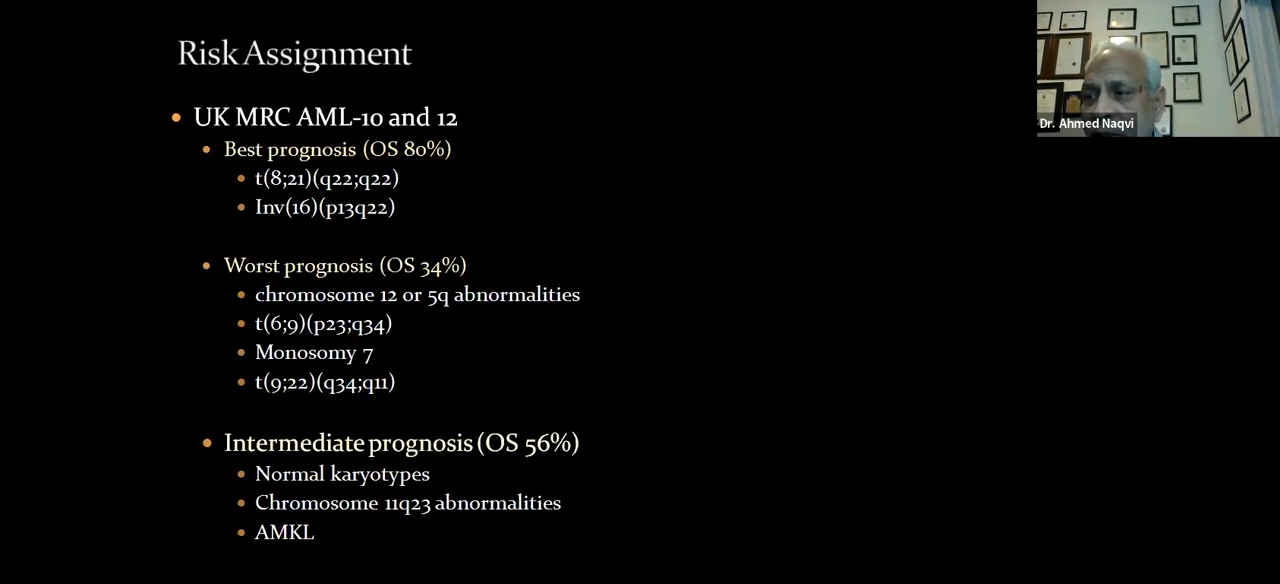 Risk Assignment
Dr. Ahmed Naqvi
• UK MRC AML-10 and 12
• Best prognosis (OS 80%)
• t(8;21)(q22;q22)
• Inv(16)(p13q22)
• Worst prognosis (OS 34%)
• chromosome 12 or 5q abnormalities
• t(6;9)(p23;q34)
• Monosomy 7
• t(9;22)(q34;q11)
• Intermediate prognosis (OS 56%)
• Normal karyotypes
• Chromosome 11q23 abnormalities
• AMKL